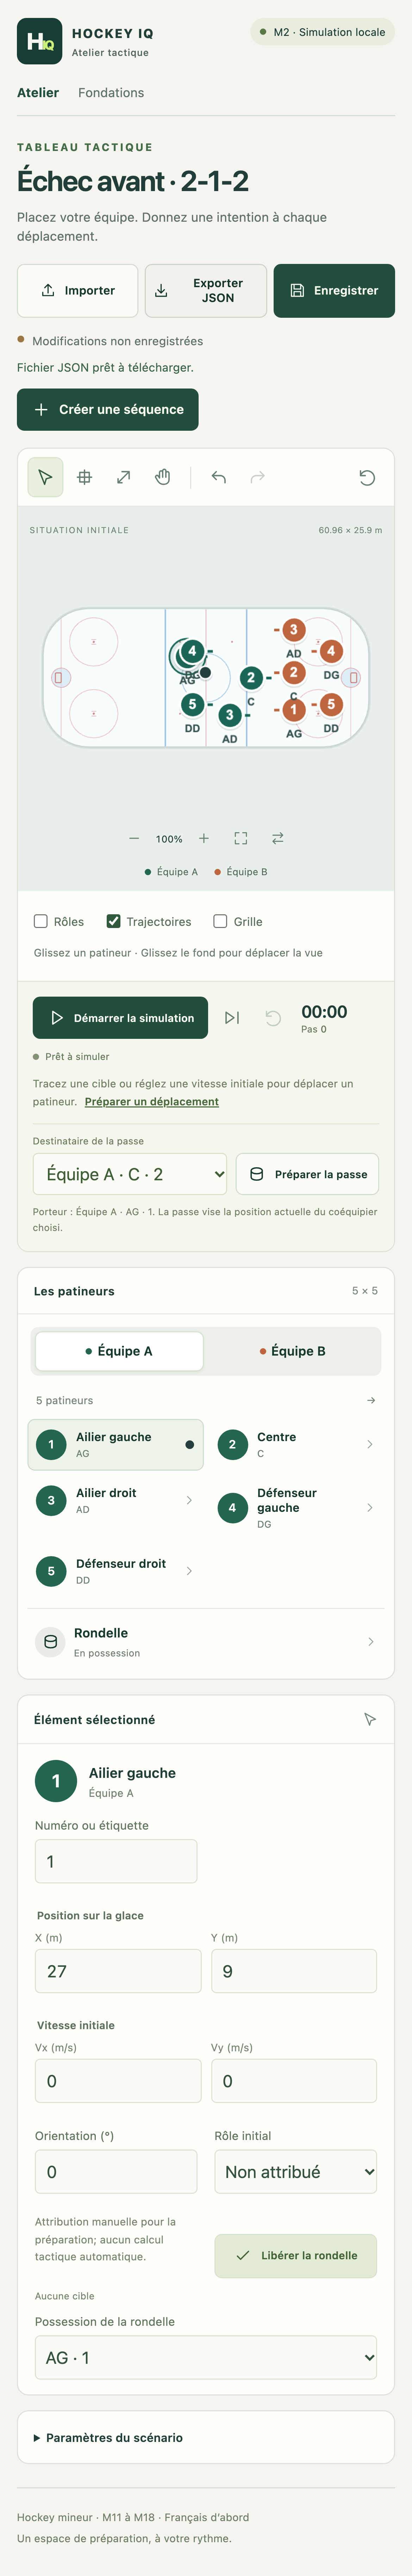 HIQ
HOCKEY IQ
Atelier tactique
M2 · Simulation locale
Atelier
Fondations
TABLEAU TACTIQUE
Échec avant · 2-1-2
Placez votre équipe. Donnez une intention à chaque
déplacement.
Importer
Exporter
JSON
Enregistrer
Modifications non enregistrées
Fichier JSON prêt à télécharger.
Créer une séquence
SITUATION INITIALE
60.96 × 25.9 m
3
AD
4
DG
4
AG
2
C
2
C
5
DD
3
AD
1
AG
5
DD
100%
Équipe A
Équipe B
Rôles
Trajectoires
Grille
Glissez un patineur · Glissez le fond pour déplacer la vue
Démarrer la simulation
00:00
Pas 0
Prêt à simuler
Tracez une cible ou réglez une vitesse initiale pour déplacer un
patineur. Préparer un déplacement
Destinataire de la passe
Équipe A · C · 2
Préparer la passe
Porteur : Équipe A · AG · 1. La passe vise la position actuelle du coéquipier
choisi.
Les patineurs
5 × 5
Équipe A
Équipe B
5 patineurs
1
Ailier gauche
AG
2
Centre
C
3
Ailier droit
AD
4
Défenseur
gauche
DG
5
Défenseur droit
DD
Rondelle
En possession
Élément sélectionné
1
Ailier gauche
Équipe A
Numéro ou étiquette
1
Position sur la glace
X (m)
Y (m)
27
9
Vitesse initiale
Vx (m/s)
Vy (m/s)
0
0
Orientation (°)
Rôle initial
0
Non attribué
Attribution manuelle pour la
préparation; aucun calcul
tactique automatique.
Libérer la rondelle
Aucune cible
Possession de la rondelle
AG · 1
Paramètres du scénario
Hockey mineur · M11 à M18 · Français d'abord
Un espace de préparation, à votre rythme.